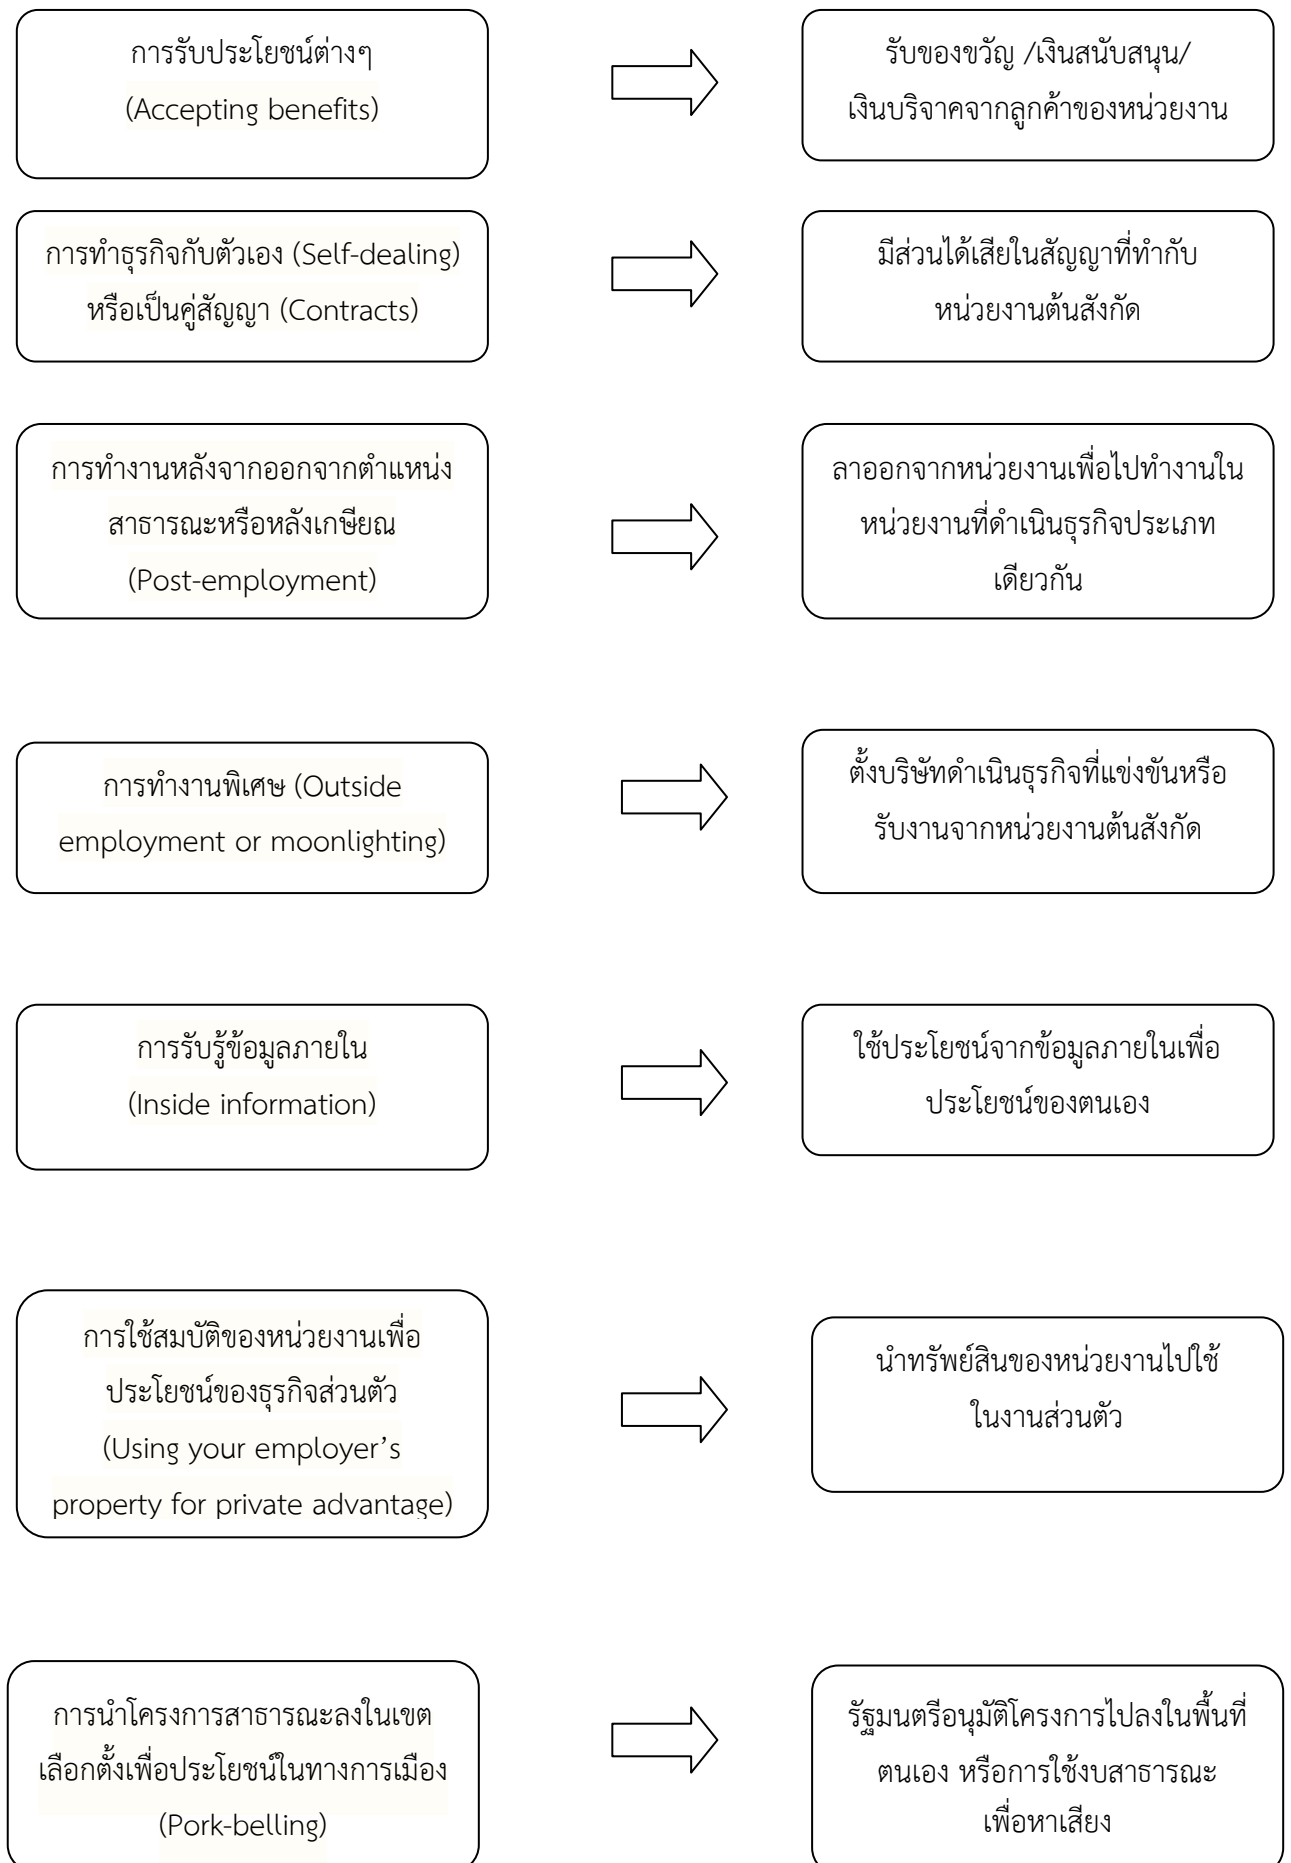 การรับประโยชน์ต่างๆ
(Accepting benefits)
รับของขวัญ /เงินสนับสนุน/
เงินบริจาคจากลูกค้าของหน่วยงาน
การทำธุรกิจกับตัวเอง (Self-dealing)
หรือเป็นคู่สัญญา (Contracts)
มีส่วนได้เสียในสัญญาที่ทำกับ
หน่วยงานต้นสังกัด
การทำงานหลังจากออกจากตำแหน่ง
สาธารณะหรือหลังเกษียณ
(Post-employment)
ลาออกจากหน่วยงานเพื่อไปทำงานใน
หน่วยงานที่ดำเนินธุรกิจประเภท
เดียวกัน
การทำงานพิเศษ (Outside
employment or moonlighting)
ตั้งบริษัทดำเนินธุรกิจที่แข่งขันหรือ
รับงานจากหน่วยงานต้นสังกัด
การรับรู้ข้อมูลภายใน
(Inside information)
ใช้ประโยชน์จากข้อมูลภายในเพื่อ
ประโยชน์ของตนเอง
การใช้สมบัติของหน่วยงานเพื่อ
ประโยชน์ของธุรกิจส่วนตัว
(Using your employer's
property for private advantage)
นำทรัพย์สินของหน่วยงานไปใช้
ในงานส่วนตัว
การนำโครงการสาธารณะลงในเขต
เลือกตั้งเพื่อประโยชน์ในทางการเมือง
(Pork-belling)
รัฐมนตรีอนุมัติโครงการไปลงในพื้นที่
ตนเอง หรือการใช้งบสาธารณะ
เพื่อหาเสียง